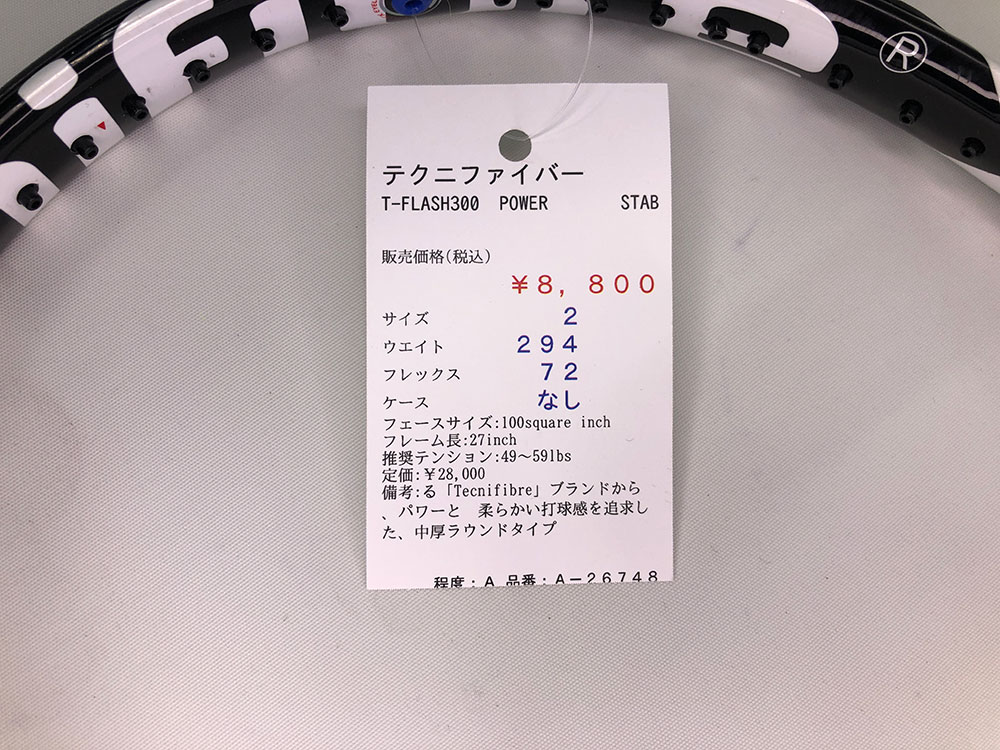 ®
テクニファイバー
T-FLASH300 POWER STAB
販売価格(税込)
¥8,800
サイズ 2
ウエイト 294
フレックス 72
ケース なし
フェースサイズ:100square inch
フレーム長:27inch
推奨テンション:49～59lbs
定価:¥28,000
備考:る「Tecnifibre」ブランドから
、パワーと 柔らかい打球感を追求し
た、中厚ラウンドタイプ
程度:A 品番:A-26748